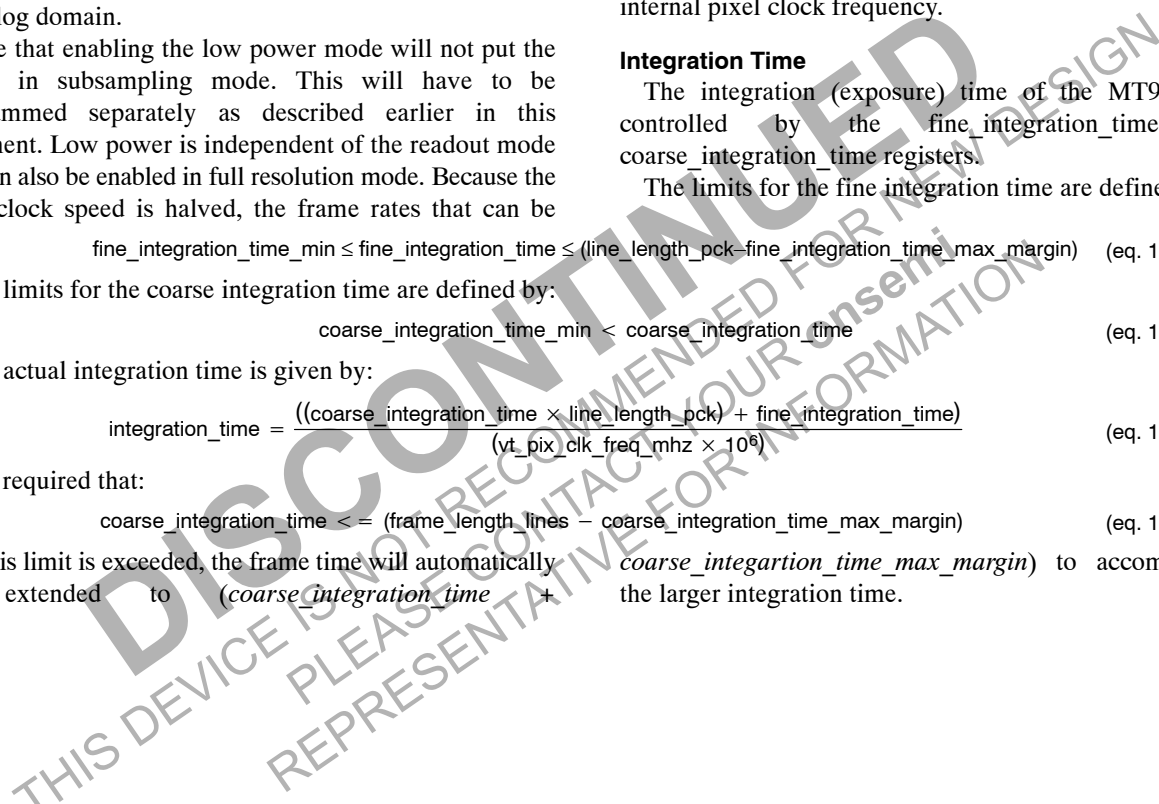 log domain.
e that enabling the low power mode will not put the
in subsampling mode. This will have to be
mmed separately as described earlier in this
ent. Low power is independent of the readout mode
n also be enabled in full resolution mode. Because the
clock speed is halved, the frame rates that can be
internal pixel clock frequency.
Integration Time
The integration (exposure) time of the MT9
controlled by the fine_integration_time
coarse_integration_time registers.
The limits for the fine integration time are define
fine_integration_time_min ≤ fine_integration_time ≤ (line_length_pck–fine_integration_time_max_margin) (eq. 1
limits for the coarse integration time are defined by:
coarse_integration_time_min < coarse_integration_time (eq. 1
actual integration time is given by:
integration_time = ((coarse_integration_time × line_length_pck) + fine_integration_time) / (vt_pix_clk_freq_mhz × 10⁶) (eq. 1
required that:
coarse_integration_time < = (frame_length_lines − coarse_integration_time_max_margin) (eq. 1
is limit is exceeded, the frame time will automatically
extended to (coarse_integration_time +
coarse_integartion_time_max_margin) to accom
the larger integration time.
DISCONTINUED
THIS DEVICE IS NOT RECOMMENDED FOR NEW DESIGN
PLEASE CONTACT YOUR onsemi
REPRESENTATIVE FOR INFORMATION